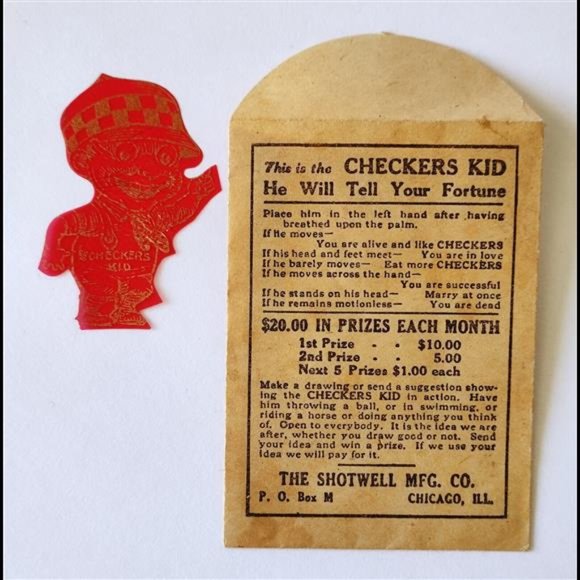 CHECKERS
KID
This is the CHECKERS KID
He Will Tell Your Fortune
Place him in the left hand after having
breathed upon the palm.
If He moves—
You are alive and like CHECKERS
If his head and feet meet— You are in love
If he barely moves— Eat more CHECKERS
If he moves across the hand—
You are successful
If he stands on his head— Marry at once
If he remains motionless— You are dead
$20.00 IN PRIZES EACH MONTH
1st Prize . . $10.00
2nd Prize . . 5.00
Next 5 Prizes $1.00 each
Make a drawing or send a suggestion show-
ing the CHECKERS KID in action. Have
him throwing a ball, or in swimming, or
riding a horse or doing anything you think
of. Open to everybody. It is the idea we are
after, whether you draw good or not. Send
your idea and win a prize. If we use your
idea we will pay for it.
THE SHOTWELL MFG. CO.
P. O. Box M CHICAGO, ILL.